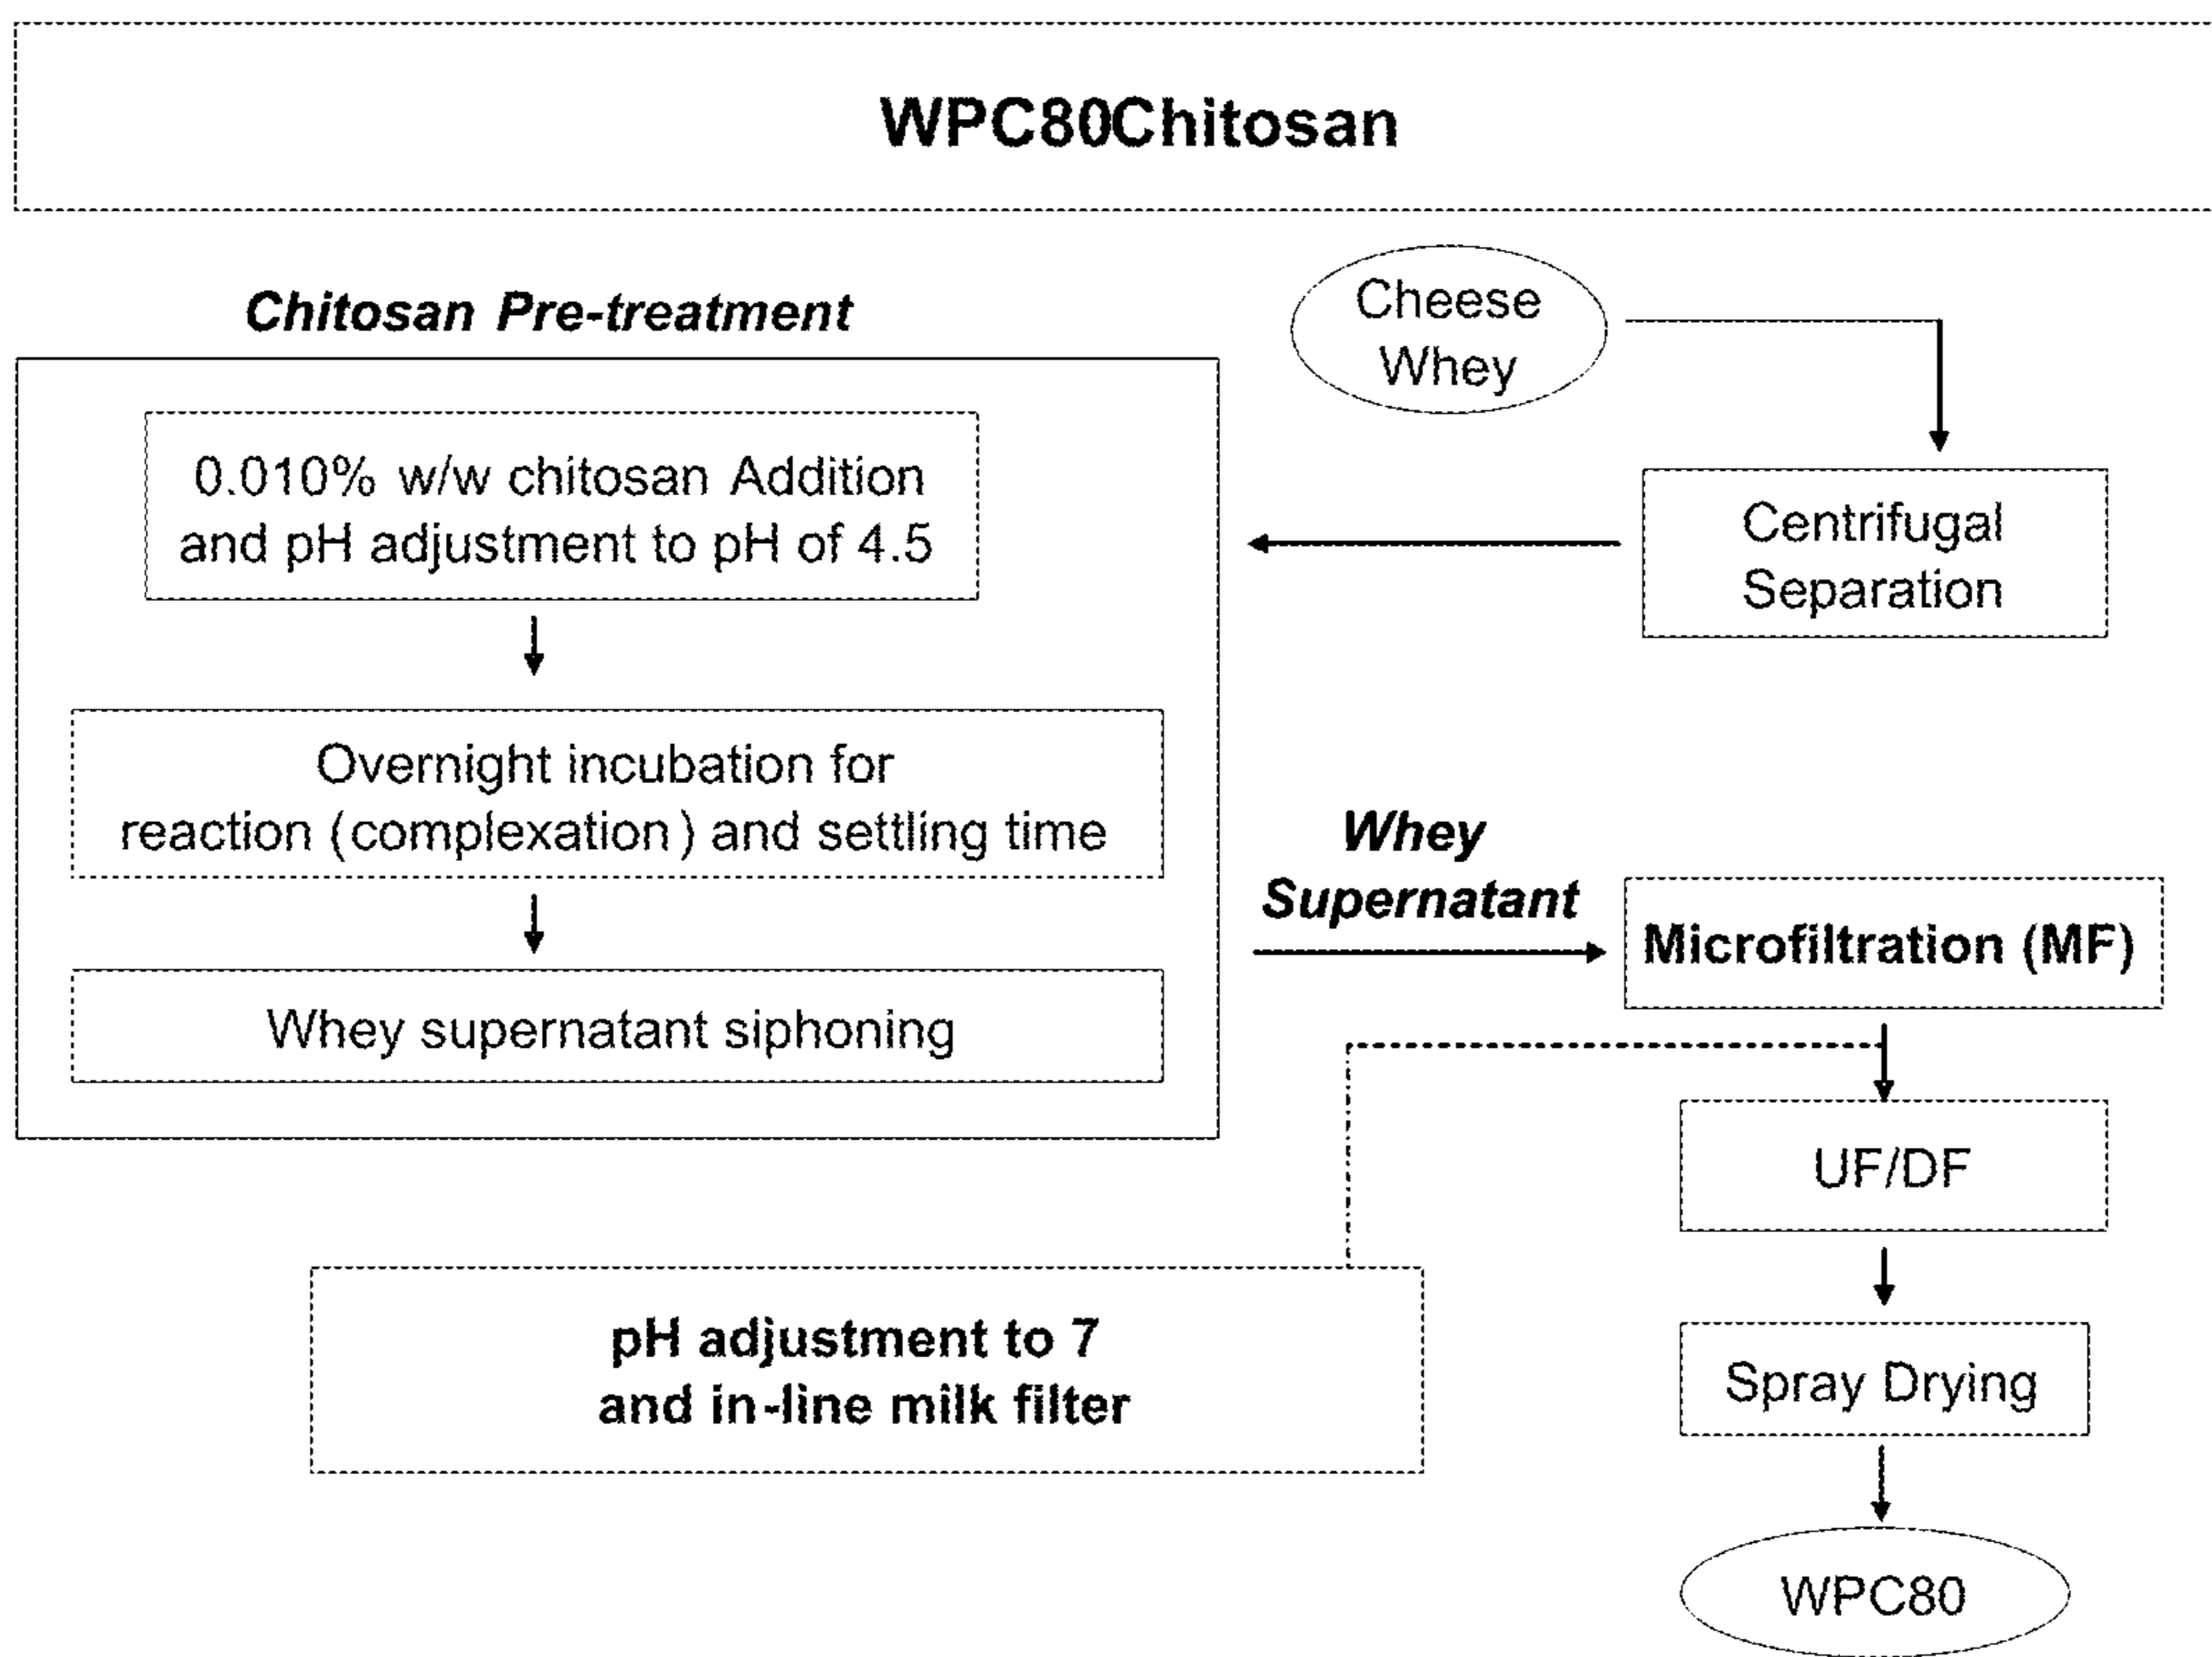 WPC80Chitosan
Chitosan Pre-treatment
Cheese
Whey
0.010% w/w chitosan Addition
and pH adjustment to pH of 4.5
Centrifugal
Separation
Overnight incubation for
reaction (complexation) and settling time
Whey supernatant siphoning
Whey
Supernatant
Microfiltration (MF)
pH adjustment to 7
and in-line milk filter
UF/DF
Spray Drying
WPC80